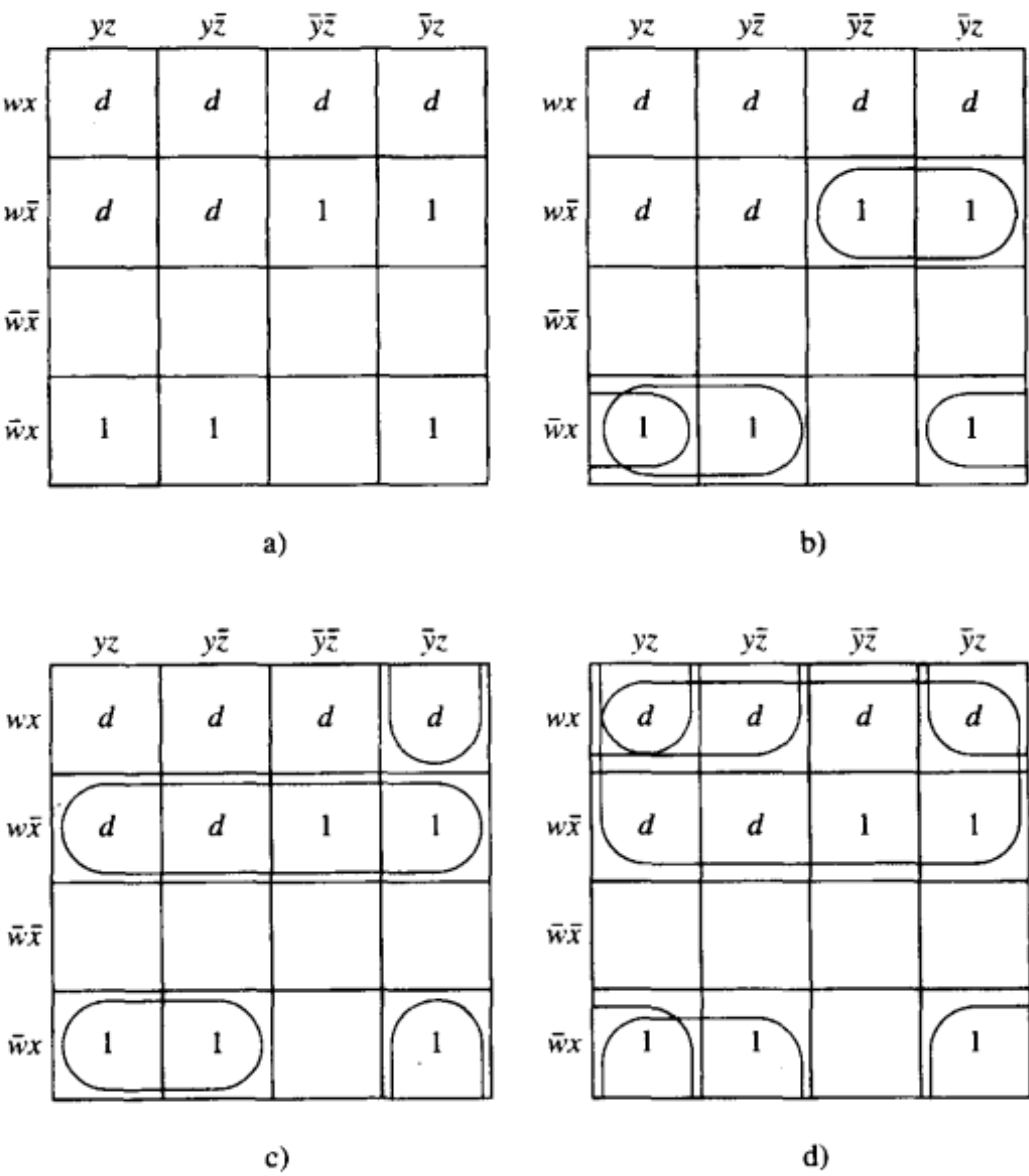 yz yz̄ ȳz̄ ȳz yz yz̄ ȳz̄ ȳz
wx d d d d wx d d d d
wx̄ d d 1 1 wx̄ d d 1 1
w̄x̄ w̄x̄
w̄x 1 1 1 w̄x 1 1 1
a) b)
yz yz̄ ȳz̄ ȳz yz yz̄ ȳz̄ ȳz
wx d d d d wx d d d d
wx̄ d d 1 1 wx̄ d d 1 1
w̄x̄ w̄x̄
w̄x 1 1 1 w̄x 1 1 1
c) d)